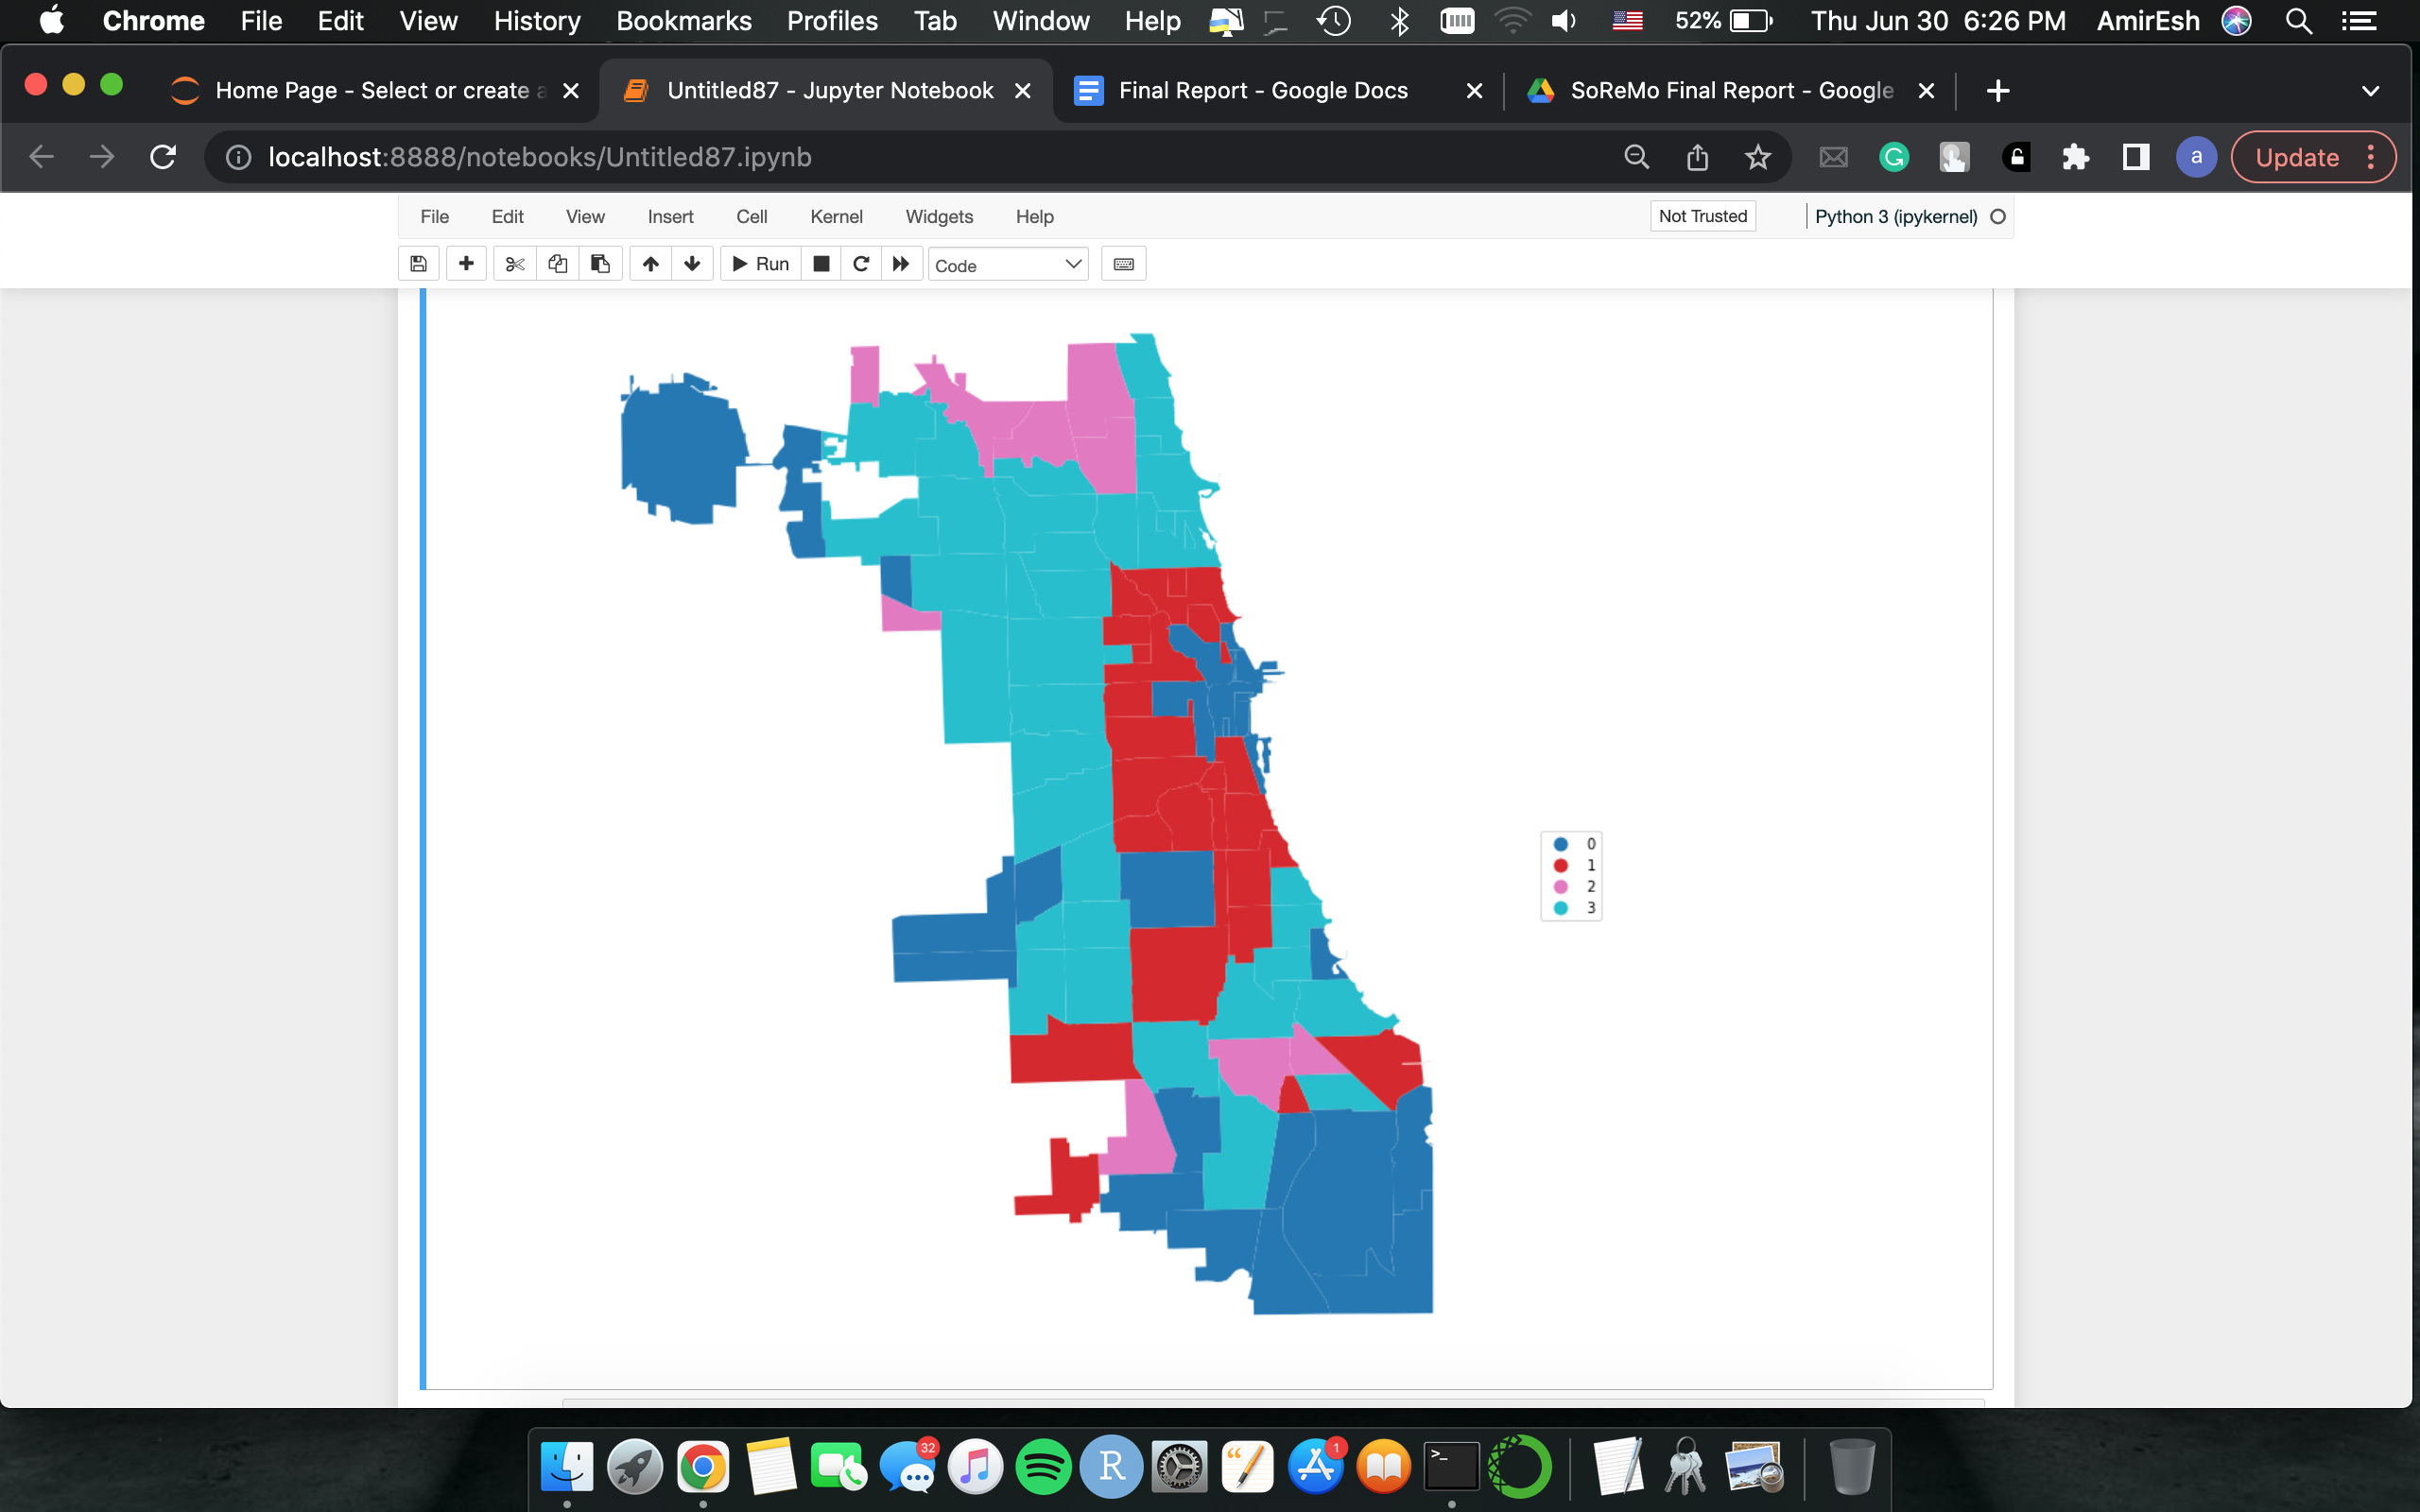 Chrome File Edit View History Bookmarks Profiles Tab Window Help 52% Thu Jun 30 6:26 PM AmirEsh
Home Page - Select or create a Untitled87 - Jupyter Notebook Final Report - Google Docs SoReMo Final Report - Google
localhost:8888/notebooks/Untitled87.ipynb a Update
File Edit View Insert Cell Kernel Widgets Help Not Trusted Python 3 (ipykernel)
Run Code
0
1
2
3
32 R 1